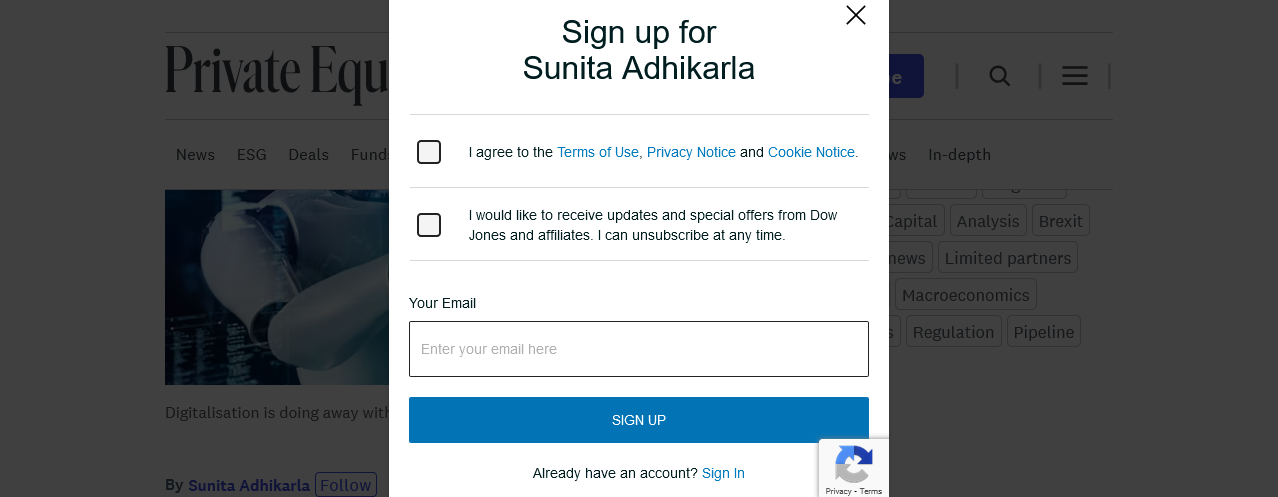 Sign up for
Sunita Adhikarla
Private Equ
e
News ESG Deals Fund
ws In-depth
I agree to the Terms of Use, Privacy Notice and Cookie Notice.
I would like to receive updates and special offers from Dow
Jones and affiliates. I can unsubscribe at any time.
Capital Analysis Brexit
news Limited partners
Macroeconomics
s Regulation Pipeline
Your Email
Enter your email here
SIGN UP
Already have an account? Sign In
Digitalisation is doing away with
By Sunita Adhikarla Follow
Privacy - Terms